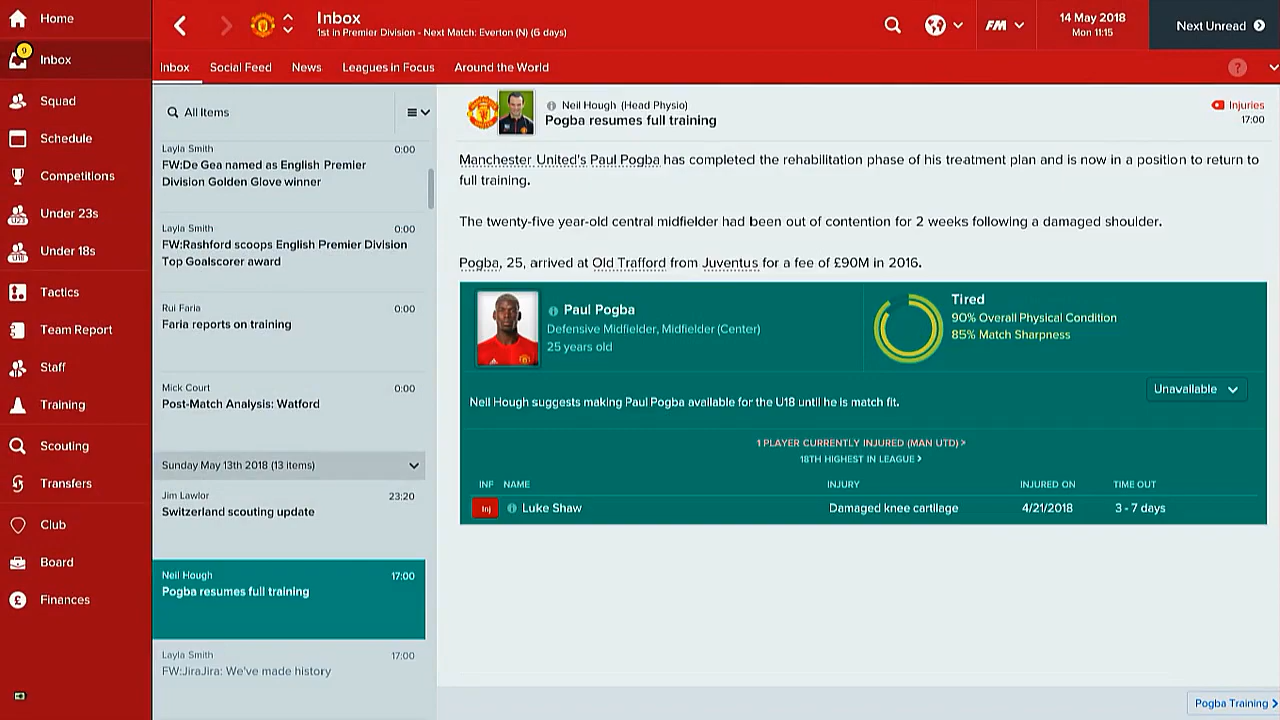 Home
9
Inbox
Squad
Schedule
Competitions
U23
Under 23s
U18
Under 18s
Tactics
Team Report
Staff
Training
Scouting
Transfers
Club
Board
£
Finances
Inbox
1st in Premier Division - Next Match: Everton (N) (6 days)
FM
14 May 2018
Mon 11:15
Next Unread
Inbox
Social Feed
News
Leagues in Focus
Around the World
?
All Items
Layla Smith 0:00
FW:De Gea named as English Premier
Division Golden Glove winner
Layla Smith 0:00
FW:Rashford scoops English Premier Division
Top Goalscorer award
Rui Faria 0:00
Faria reports on training
Mick Court 0:00
Post-Match Analysis: Watford
Sunday May 13th 2018 (13 items)
Jim Lawlor 23:20
Switzerland scouting update
Neil Hough 17:00
Pogba resumes full training
Layla Smith 17:00
FW:JiraJira: We've made history
Neil Hough (Head Physio)
Pogba resumes full training
Injuries
17:00
Manchester United's Paul Pogba has completed the rehabilitation phase of his treatment plan and is now in a position to return to
full training.
The twenty-five year-old central midfielder had been out of contention for 2 weeks following a damaged shoulder.
Pogba, 25, arrived at Old Trafford from Juventus for a fee of £90M in 2016.
Paul Pogba
Defensive Midfielder, Midfielder (Center)
25 years old
Tired
90% Overall Physical Condition
85% Match Sharpness
Unavailable
Neil Hough suggests making Paul Pogba available for the U18 until he is match fit.
1 PLAYER CURRENTLY INJURED (MAN UTD) >
18TH HIGHEST IN LEAGUE >
INF NAME INJURY INJURED ON TIME OUT
Inj Luke Shaw Damaged knee cartilage 4/21/2018 3 - 7 days
Pogba Training >